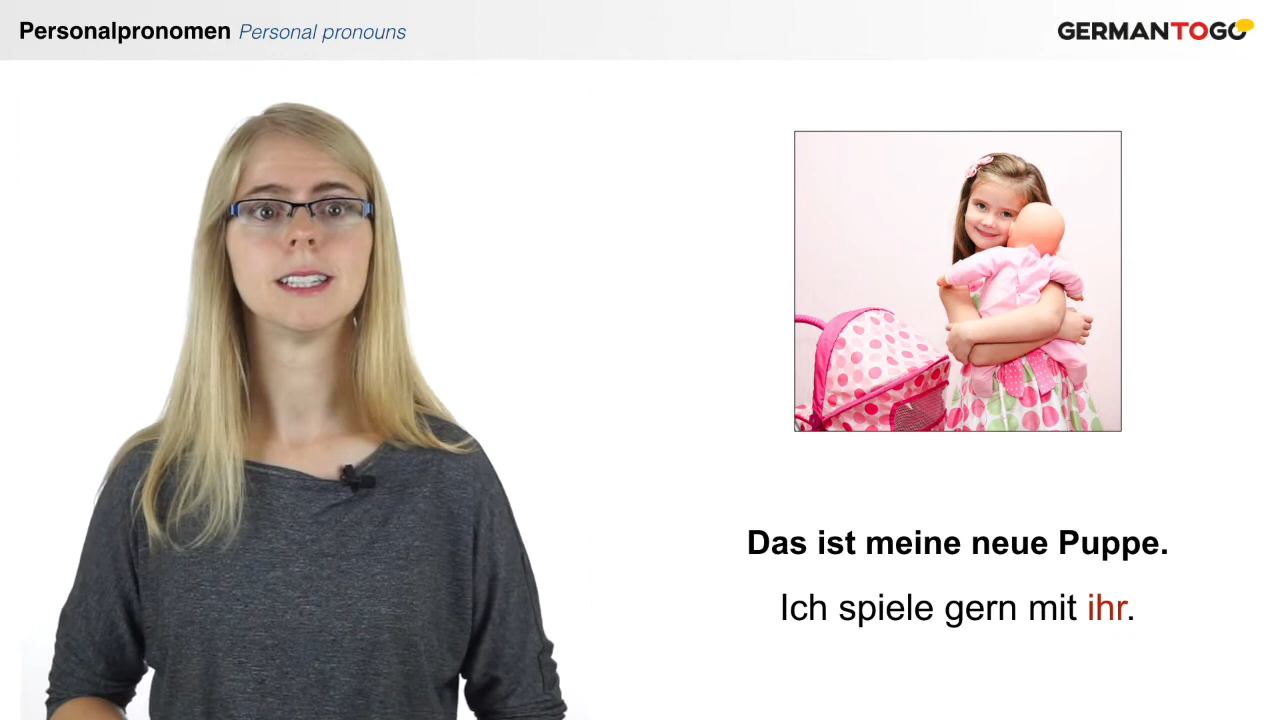 Personalpronomen Personal pronouns
GERMANTOGO
Das ist meine neue Puppe.
Ich spiele gern mit ihr.